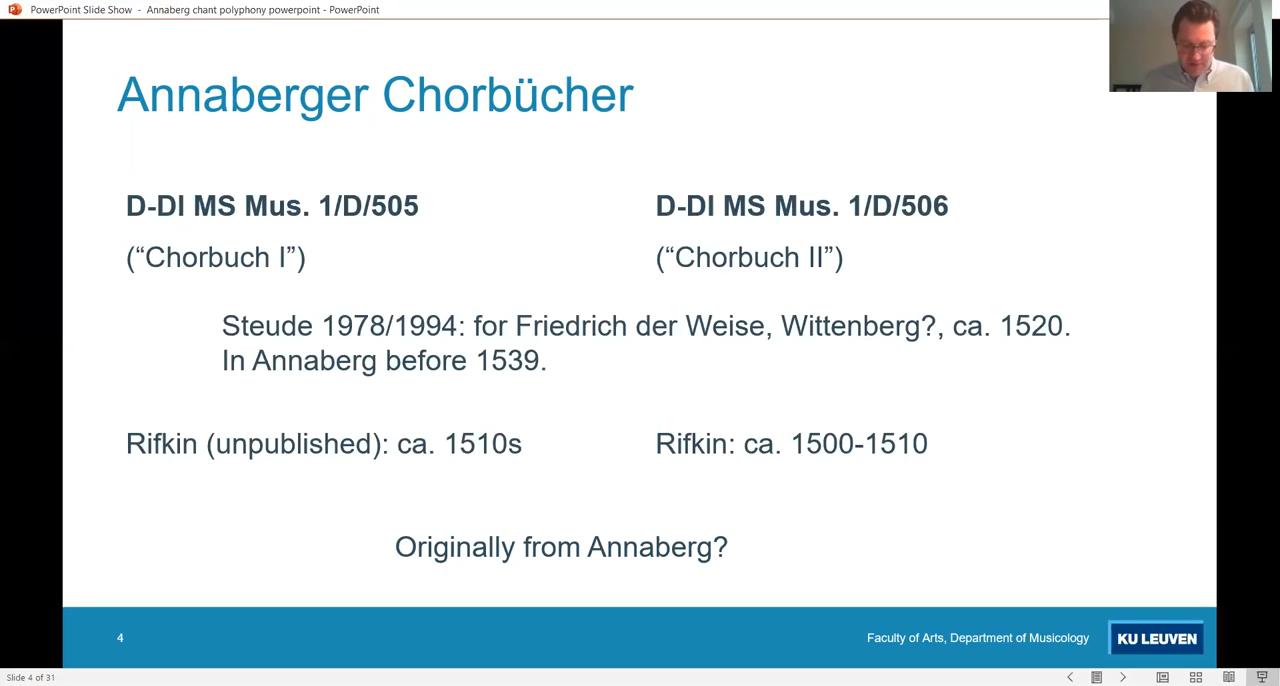 PowerPoint Slide Show - Annaberg chant polyphony powerpoint - PowerPoint
Annaberger Chorbücher
D-Dl MS Mus. 1/D/505
(“Chorbuch I”)
D-Dl MS Mus. 1/D/506
(“Chorbuch II”)
Steude 1978/1994: for Friedrich der Weise, Wittenberg?, ca. 1520.
In Annaberg before 1539.
Rifkin (unpublished): ca. 1510s
Rifkin: ca. 1500-1510
Originally from Annaberg?
4
Faculty of Arts, Department of Musicology
KU LEUVEN
Slide 4 of 31